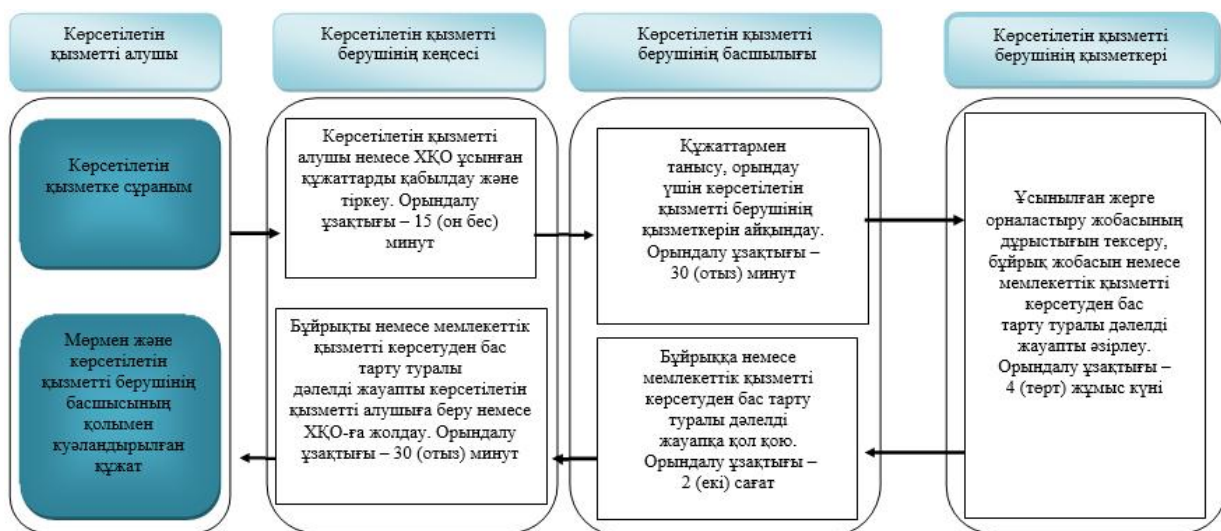 Көрсетілетін
қызметті алушы
Көрсетілетін қызметті
берушінің кеңсесі
Көрсетілетін қызметті
берушінің басшылығы
Көрсетілетін қызметті
берушінің қызметкері
Көрсетілетін
қызметке сұраным
Көрсетілетін қызметті
алушы немесе ХҚО ұсынған
құжаттарды қабылдау және
тіркеу. Орындалу
ұзақтығы – 15 (он бес)
минут
Құжаттармен
танысу, орындау
үшін көрсетілетін
қызметті берушінің
қызметкерін айқындау.
Орындалу ұзақтығы –
30 (отыз) минут
Ұсынылған жерге
орналастыру жобасының
дұрыстығын тексеру,
бұйрық жобасын немесе
мемлекеттік қызметті
көрсетуден бас
тарту туралы дәлелді
жауапты әзірлеу.
Орындалу ұзақтығы –
4 (төрт) жұмыс күні
Бұйрыққа немесе
мемлекеттік қызметті
көрсетуден бас тарту
туралы дәлелді
жауапқа қол қою.
Орындалу ұзақтығы –
2 (екі) сағат
Бұйрықты немесе мемлекеттік
қызметті көрсетуден бас
тарту туралы
дәлелді жауапты көрсетілетін
қызметті алушыға беру немесе
ХҚО-ға жолдау. Орындалу
ұзақтығы – 30 (отыз) минут
Мөрмен және
көрсетілетін
қызметті берушінің
басшысының
қолымен
куәландырылған
құжат